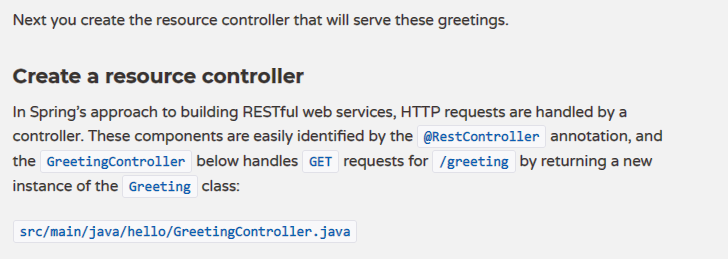 Next you create the resource controller that will serve these greetings.
Create a resource controller
In Spring's approach to building RESTful web services, HTTP requests are handled by a
controller. These components are easily identified by the @RestController annotation, and
the GreetingController below handles GET requests for /greeting by returning a new
instance of the Greeting class:
src/main/java/hello/GreetingController.java